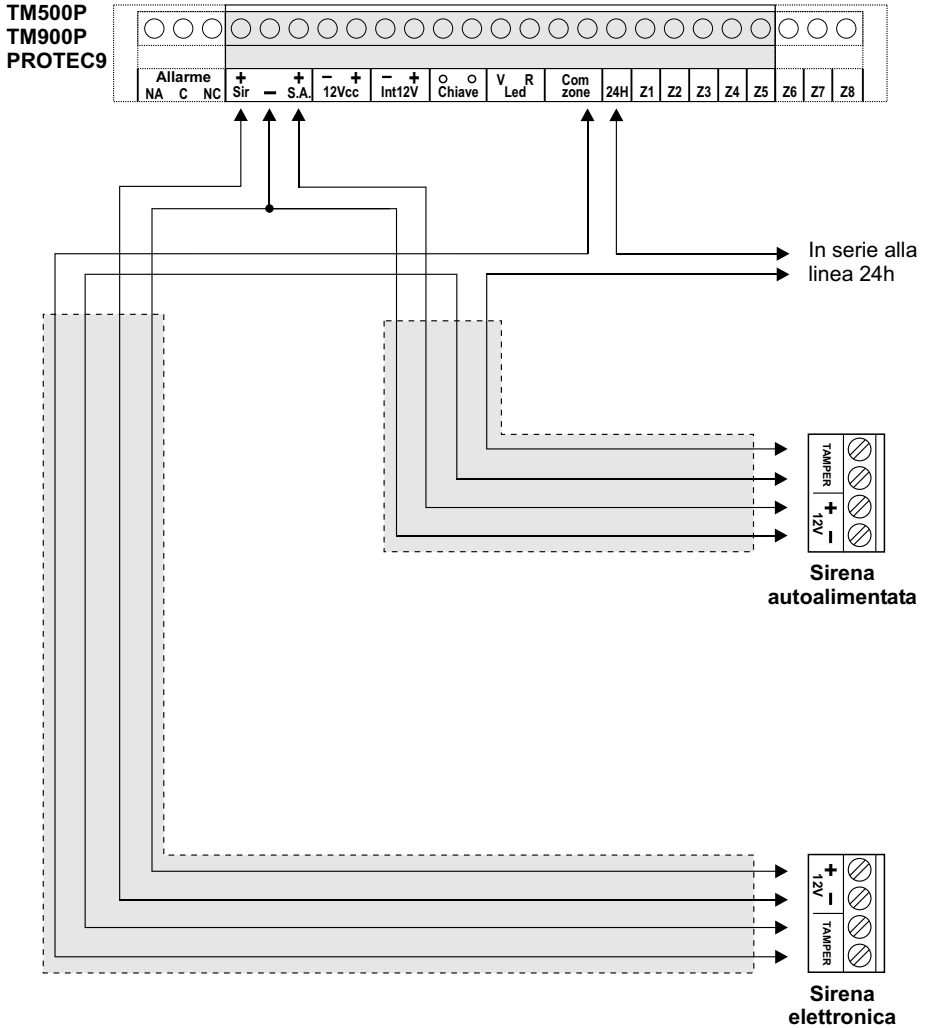 TM500P
TM900P
PROTEC9
Allarme
NA C NC
+ Sir
–
+ S.A.
– +
12Vcc
– +
Int12V
Chiave
V R
Led
Com
zone
24H Z1 Z2 Z3 Z4 Z5 Z6 Z7 Z8
In serie alla
linea 24h
TAMPER
+ –
12V
Sirena
autoalimentata
+ –
12V
TAMPER
Sirena
elettronica